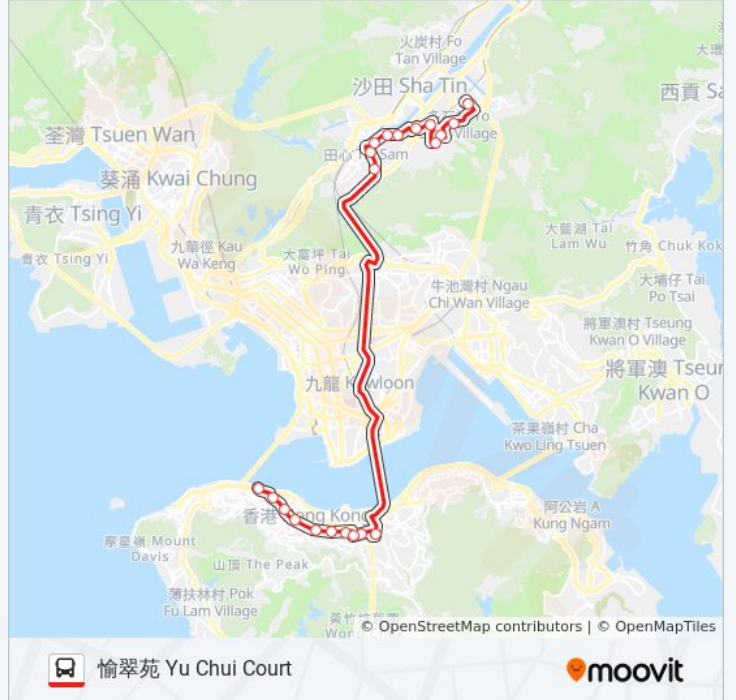 火炭村 Fo
Tan Village
沙田 Sha Tin
西貢 Sa
荃灣 Tsuen Wan
Village
田心
Sam
葵涌 Kwai Chung
青衣 Tsing Yi
大藍湖 Tai
Lam Wu
竹角 Chuk Kok
九華徑 Kau
Wa Keng
大窩坪 Tai
Wo Ping
青衣 Tsing Yi
牛池灣村 Ngau
Chi Wan Village
大埔仔 Tai
Po Tsai
將軍澳村 Tseung
Kwan O Village
將軍澳 Tseun
Kwan O
九龍 Kowloon
茶果嶺村 Cha
Kwo Ling Tsuen
香港 Hong Kong
阿公岩 A
Kung Ngam
摩星嶺 Mount
Davis
山頂 The Peak
薄扶林村 Pok
Fu Lam Village
© OpenStreetMap contributors | © OpenMapTiles
愉翠苑 Yu Chui Court
moovit